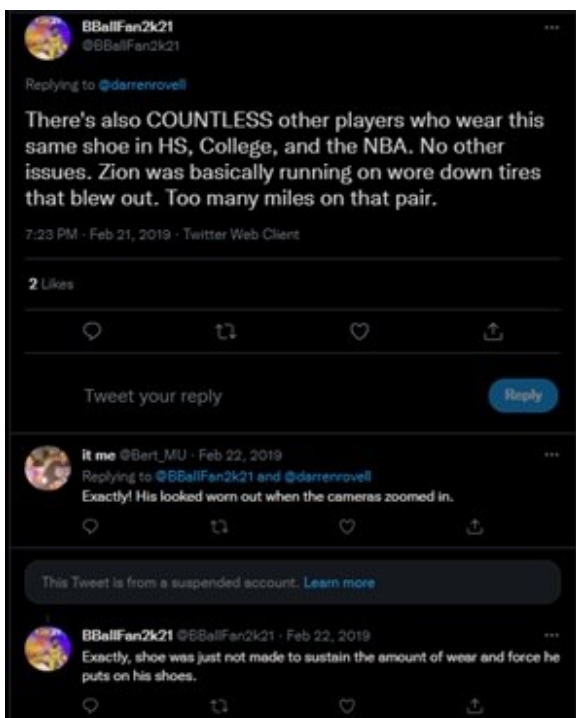 BBallFan2k21
@BBallFan2k21
Replying to @darrenrovell
There's also COUNTLESS other players who wear this
same shoe in HS, College, and the NBA. No other
issues. Zion was basically running on wore down tires
that blew out. Too many miles on that pair.
7:23 PM · Feb 21, 2019 · Twitter Web Client
2 Likes
Tweet your reply
Reply
it me @Bert_MU · Feb 22, 2019
Replying to @BBallFan2k21 and @darrenrovell
Exactly! His looked worn out when the cameras zoomed in.
This Tweet is from a suspended account. Learn more
BBallFan2k21 @BBallFan2k21 · Feb 22, 2019
Exactly, shoe was just not made to sustain the amount of wear and force he
puts on his shoes.